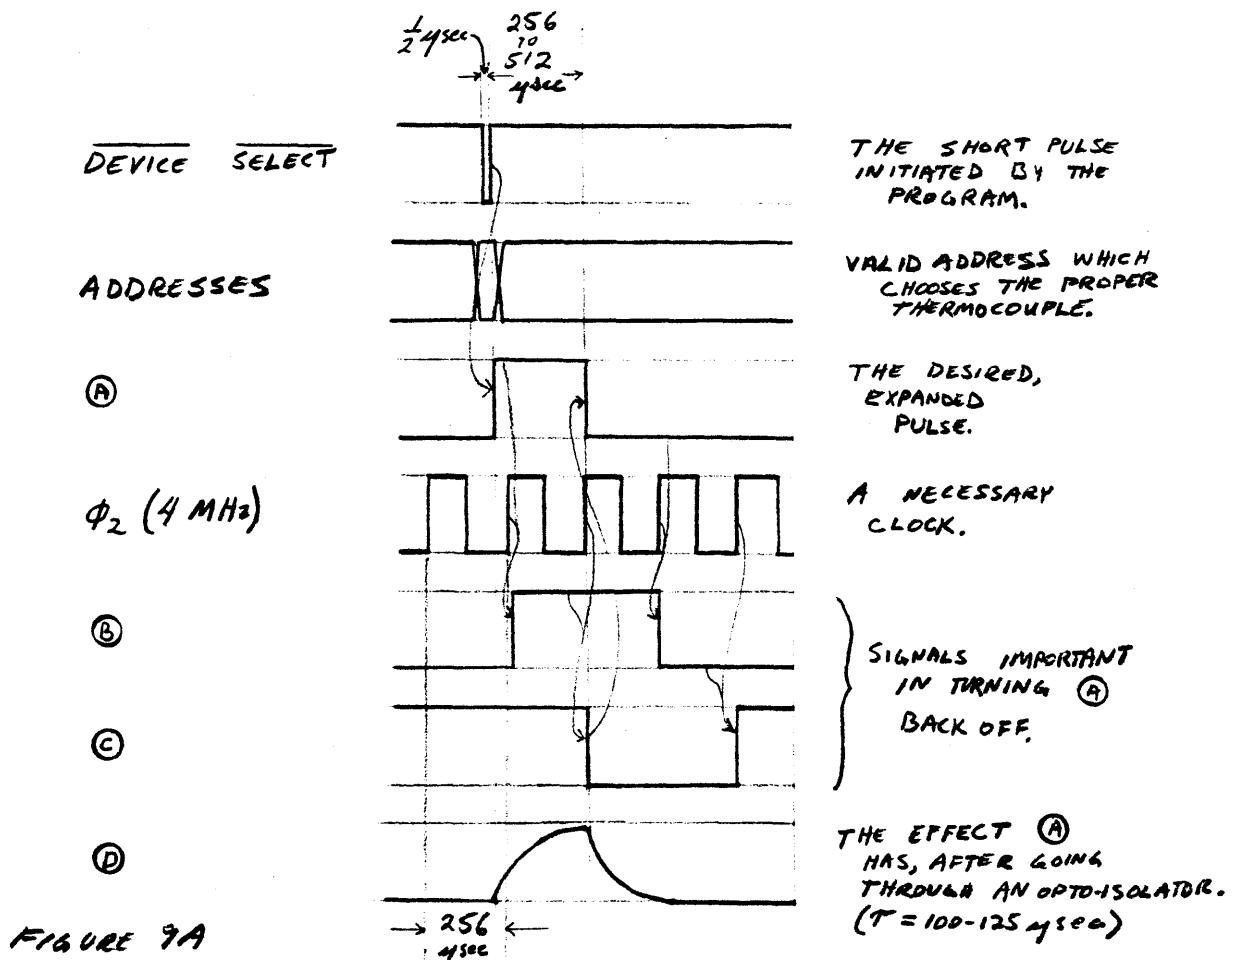 ½ μsec
256
TO
512
μsec
DEVICE SELECT
THE SHORT PULSE
INITIATED BY THE
PROGRAM.
ADDRESSES
VALID ADDRESS WHICH
CHOOSES THE PROPER
THERMOCOUPLE.
A
THE DESIRED,
EXPANDED
PULSE.
ϕ2 (4 MHz)
A NECESSARY
CLOCK.
B
SIGNALS IMPORTANT
IN TURNING A
BACK OFF.
C
D
THE EFFECT A
HAS, AFTER GOING
THROUGH AN OPTO-ISOLATOR.
(τ = 100-125 μsec)
256
μsec
FIGURE 9A